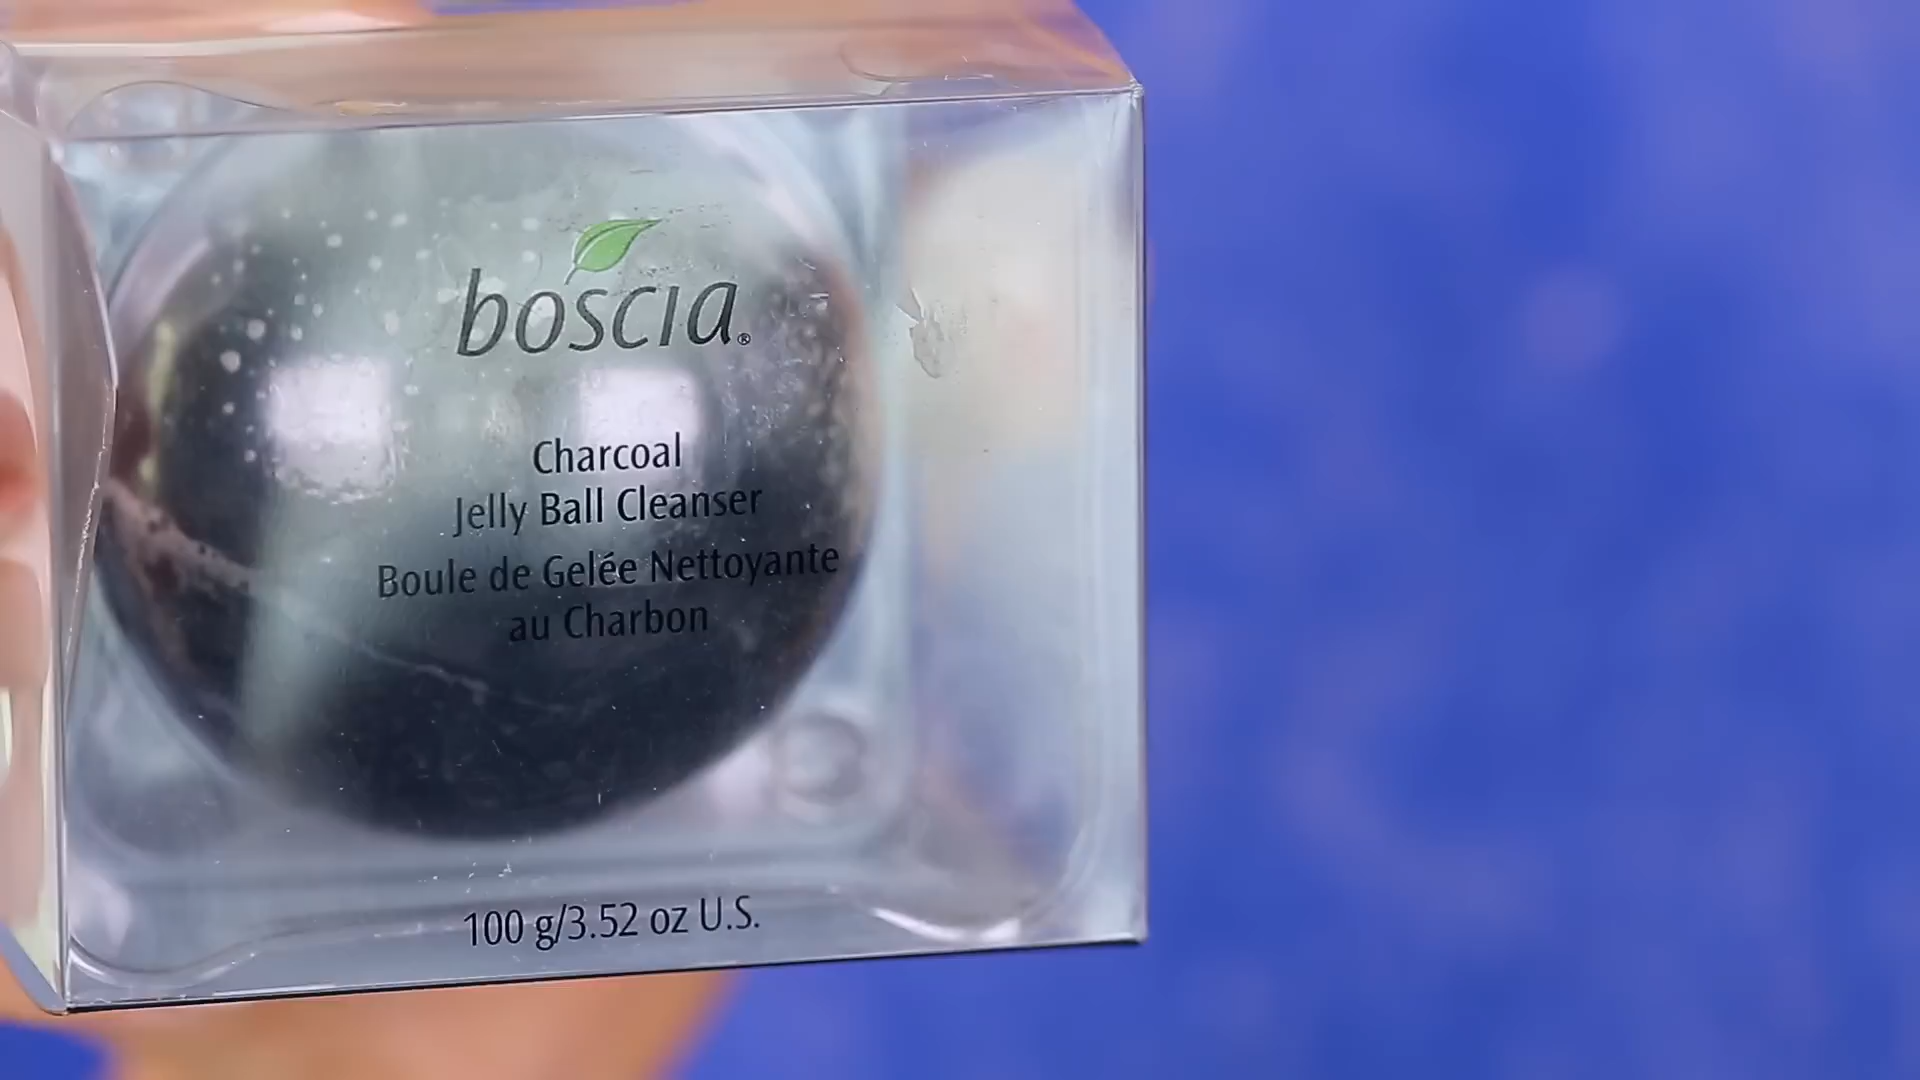 boscia®
Charcoal
Jelly Ball Cleanser
Boule de Gelée Nettoyante
au Charbon
100 g/3.52 oz U.S.